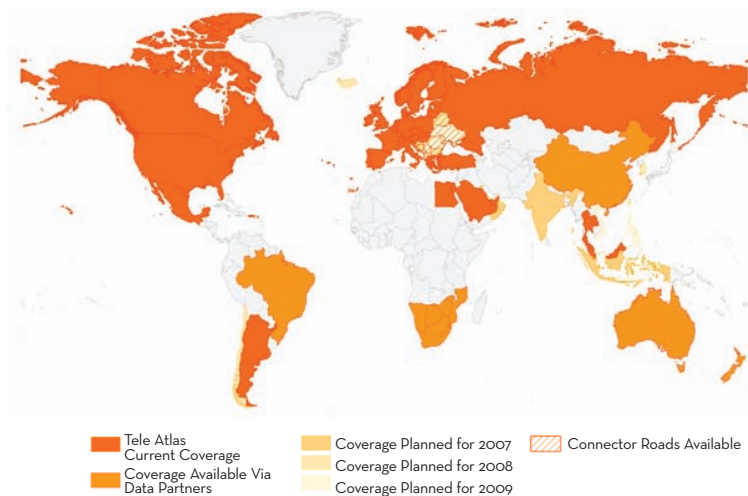 Tele Atlas
Current Coverage
Coverage Available Via
Data Partners
Coverage Planned for 2007
Coverage Planned for 2008
Coverage Planned for 2009
Connector Roads Available